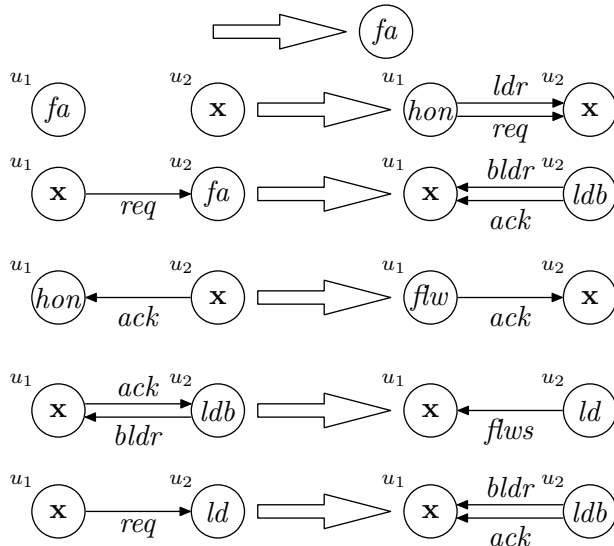 fa
u1 u2 u1 ldr u2
fa x hon x
req
u2 bldr u2
u1 u1
x fa x ldb
req ack
u1 u2 u1 u2
hon x flw x
ack ack
u1 ack u2 u1 u2
x ldb x ld
bldr flws
u1 u2 u1 bldr u2
x ld x ldb
req ack